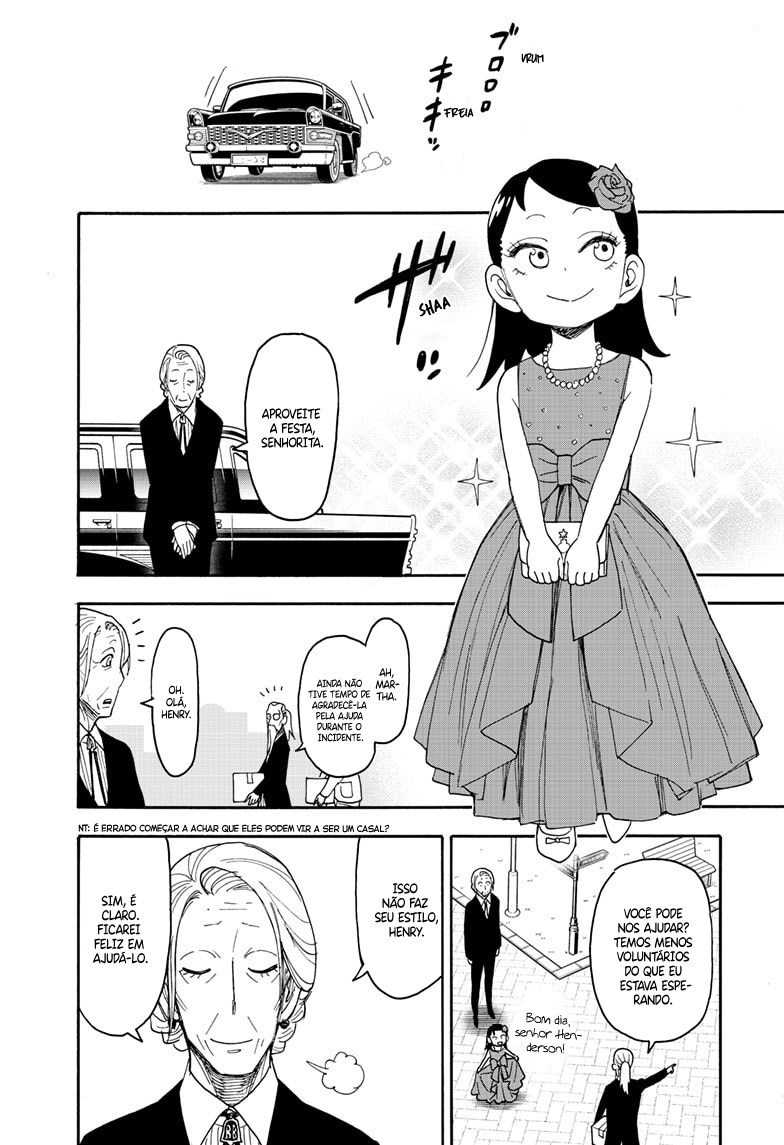 ブロロロ
VRUM
キキッ
FREIA
SHAA
APROVEITE
A FESTA,
SENHORITA.
AH,
MAR-
THA.
AINDA NÃO
TIVE TEMPO DE
AGRADECÊ-LA
PELA AJUDA
DURANTE O
INCIDENTE.
OH.
OLÁ,
HENRY.
NT: É ERRADO COMEÇAR A ACHAR QUE ELES PODEM VIR A SER UM CASAL?
VOCÊ PODE
NOS AJUDAR?
TEMOS MENOS
VOLUNTÁRIOS
DO QUE EU
ESTAVA ESPE-
RANDO.
Bom dia,
senhor Hen-
derson!
ISSO
NÃO FAZ
SEU ESTILO,
HENRY.
SIM, É
CLARO.
FICAREI
FELIZ EM
AJUDÁ-LO.